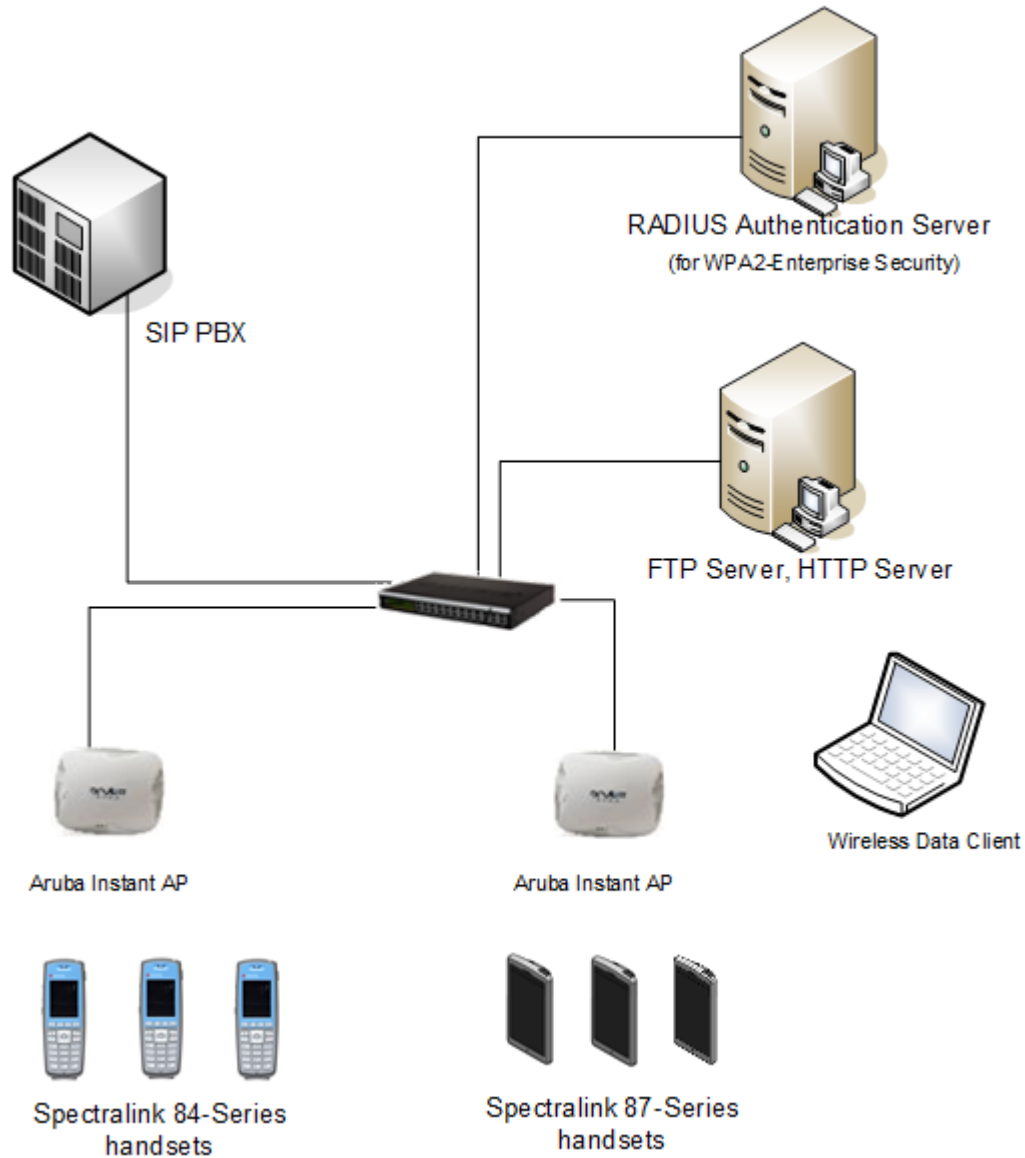 RADIUS Authentication Server
(for WPA2-Enterprise Security)
SIP PBX
FTP Server, HTTP Server
Wireless Data Client
Aruba Instant AP
Aruba Instant AP
Spectralink 84-Series
handsets
Spectralink 87-Series
handsets